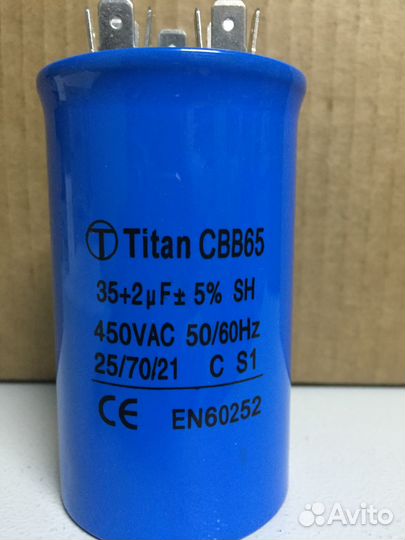 T Titan CBB65
35+2µF± 5% SH
450VAC 50/60Hz
25/70/21 C S1
CE EN60252
Avito